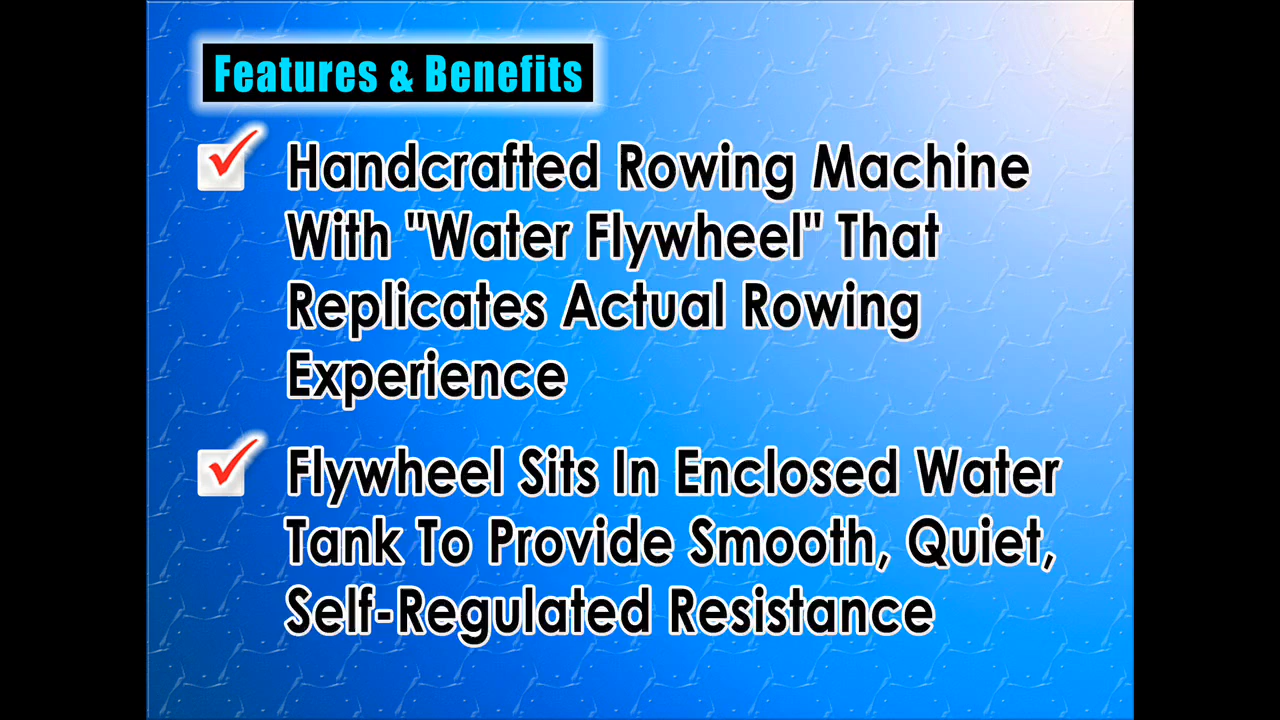 Features & Benefits
Handcrafted Rowing Machine
With "Water Flywheel" That
Replicates Actual Rowing
Experience
Flywheel Sits In Enclosed Water
Tank To Provide Smooth, Quiet,
Self-Regulated Resistance